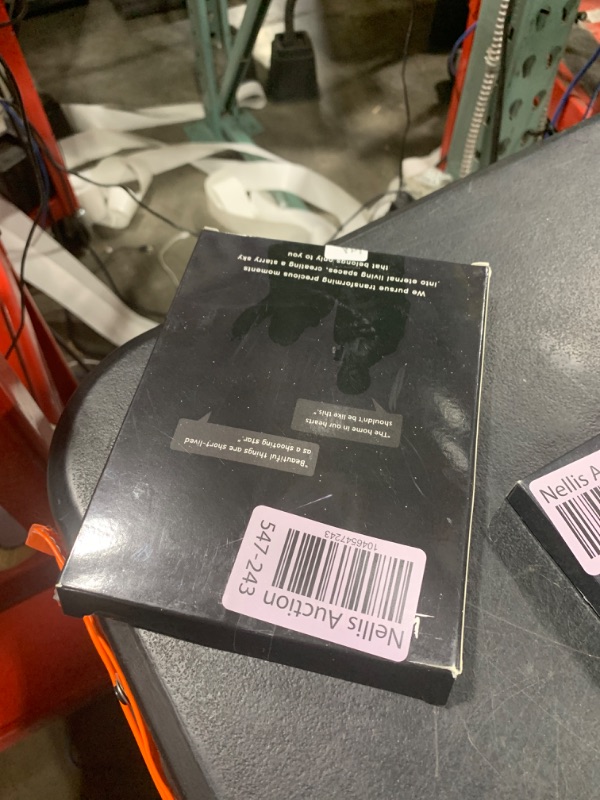 "Beautiful things are short-lived
as a shooting star."
"The home in our hearts
shouldn't be like this."
We pursue transforming precious moments
into eternal living spaces, creating a starry sky
that belongs only to you
Nellis Auction
1046547243
547-243
Nellis A